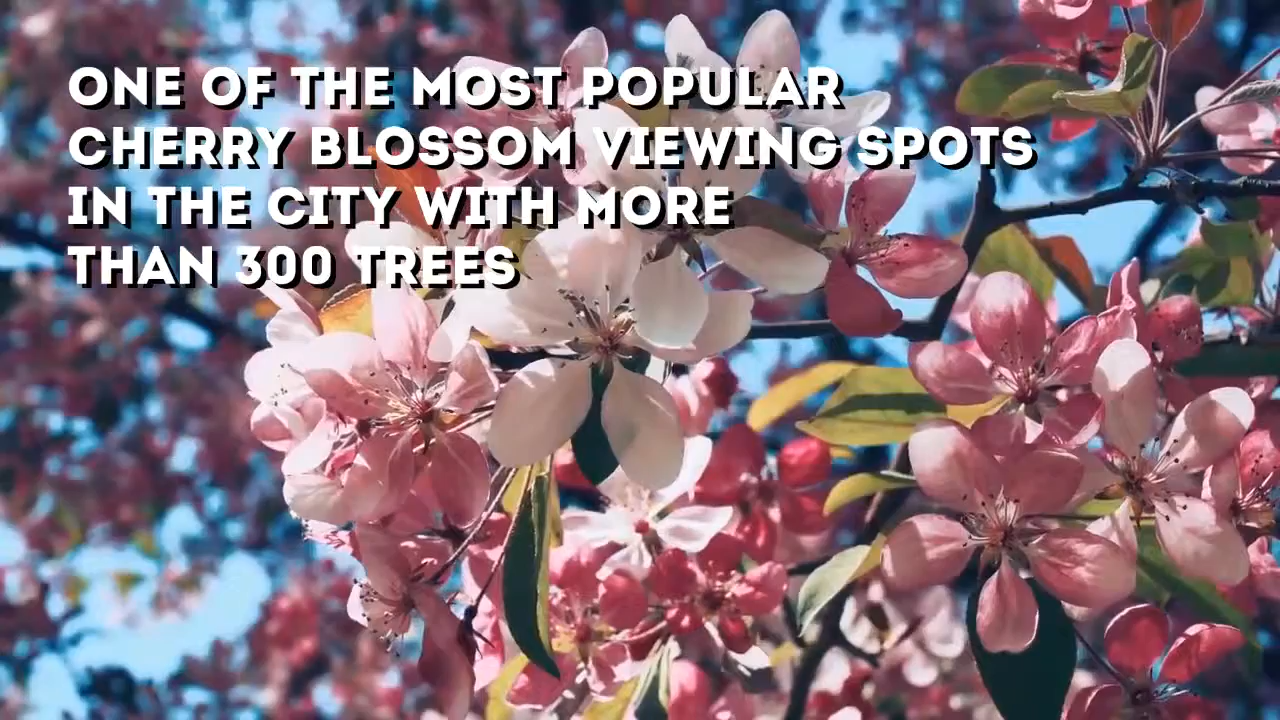 ONE OF THE MOST POPULAR
CHERRY BLOSSOM VIEWING SPOTS
IN THE CITY WITH MORE
THAN 300 TREES